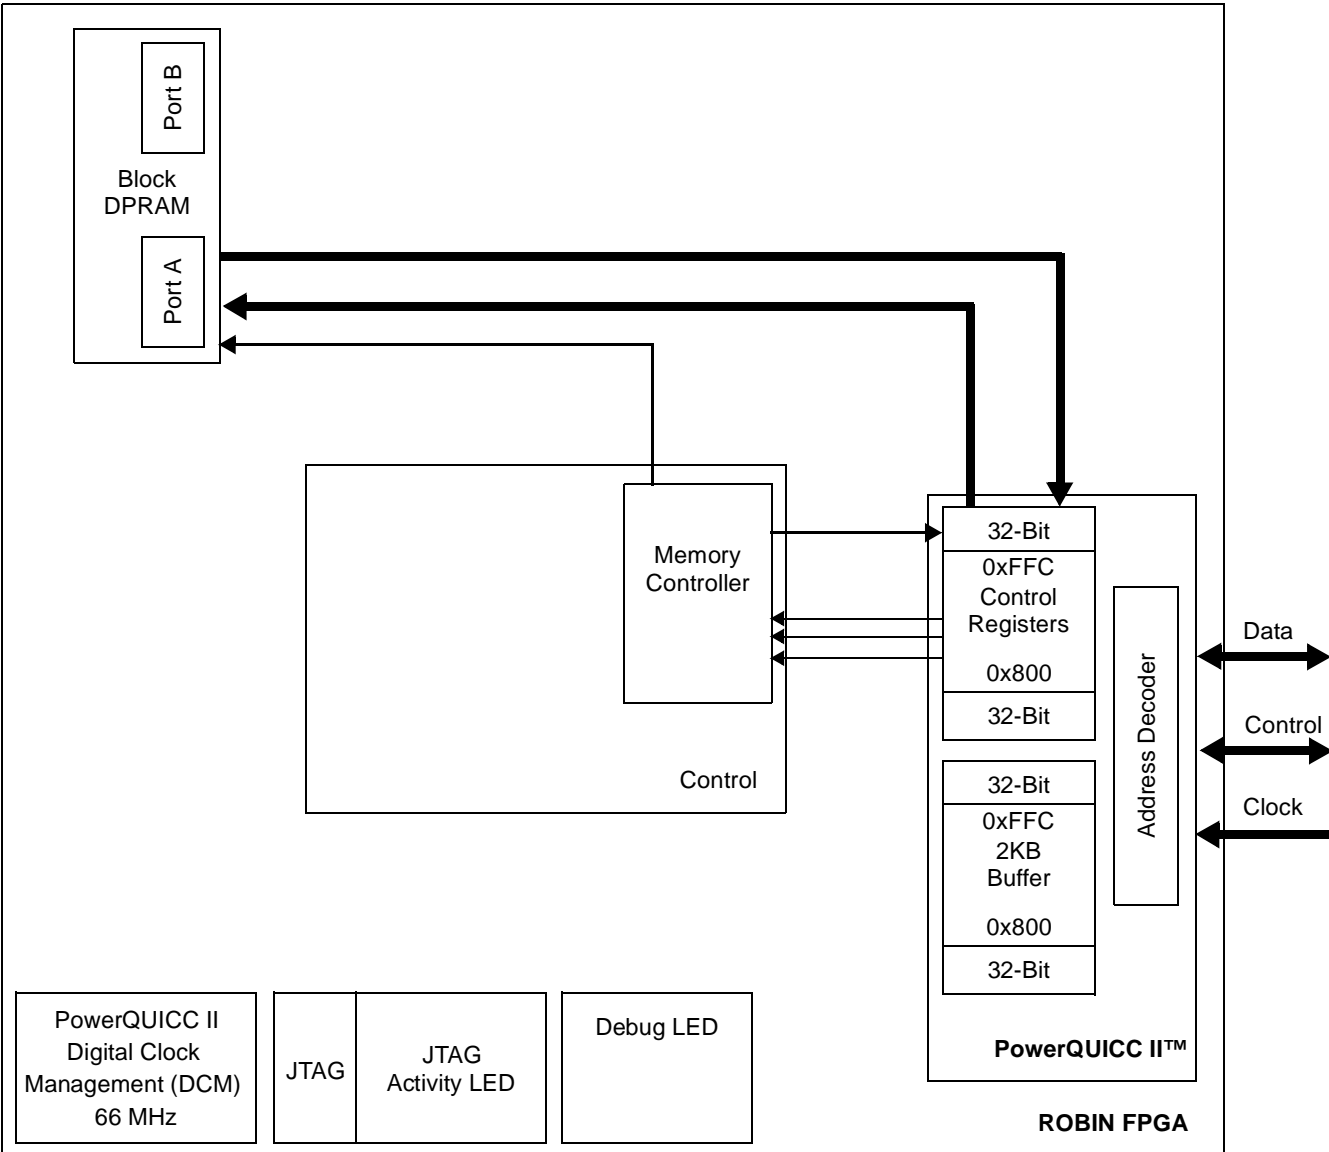 Port B
Block
DPRAM
Port A
Memory
Controller
Control
32-Bit
0xFFC
Control
Registers
0x800
32-Bit
32-Bit
0xFFC
2KB
Buffer
0x800
32-Bit
Address Decoder
Data
Control
Clock
PowerQUICC II™
ROBIN FPGA
PowerQUICC II
Digital Clock
Management (DCM)
66 MHz
JTAG
JTAG
Activity LED
Debug LED